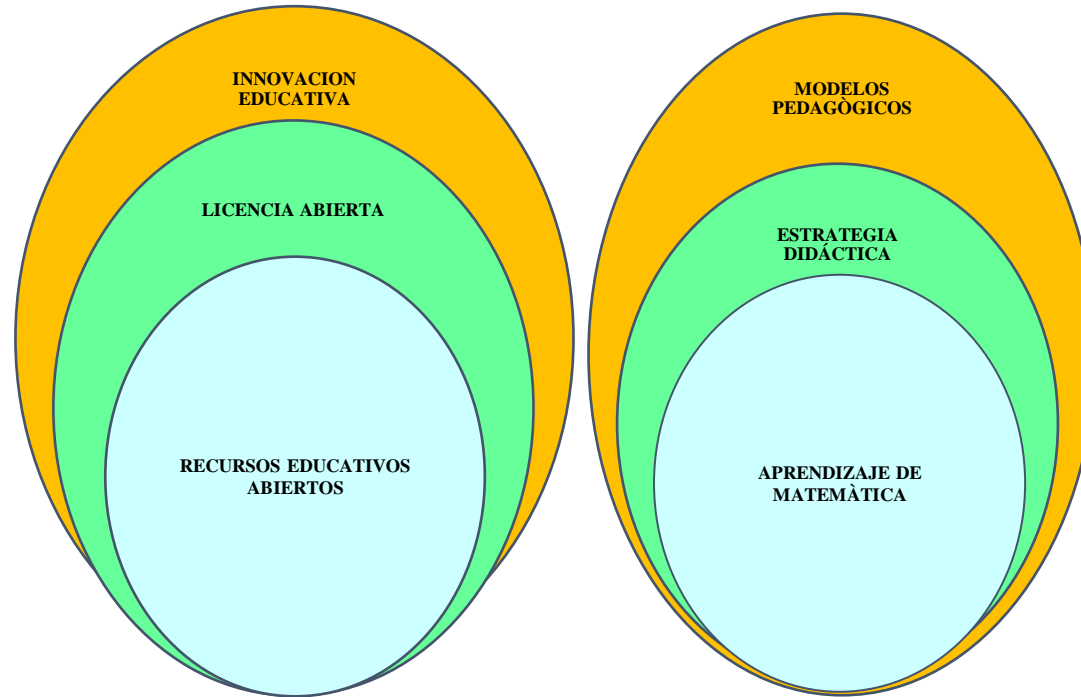 INNOVACION
EDUCATIVA
LICENCIA ABIERTA
RECURSOS EDUCATIVOS
ABIERTOS
MODELOS
PEDAGÒGICOS
ESTRATEGIA
DIDÁCTICA
APRENDIZAJE DE
MATEMÀTICA